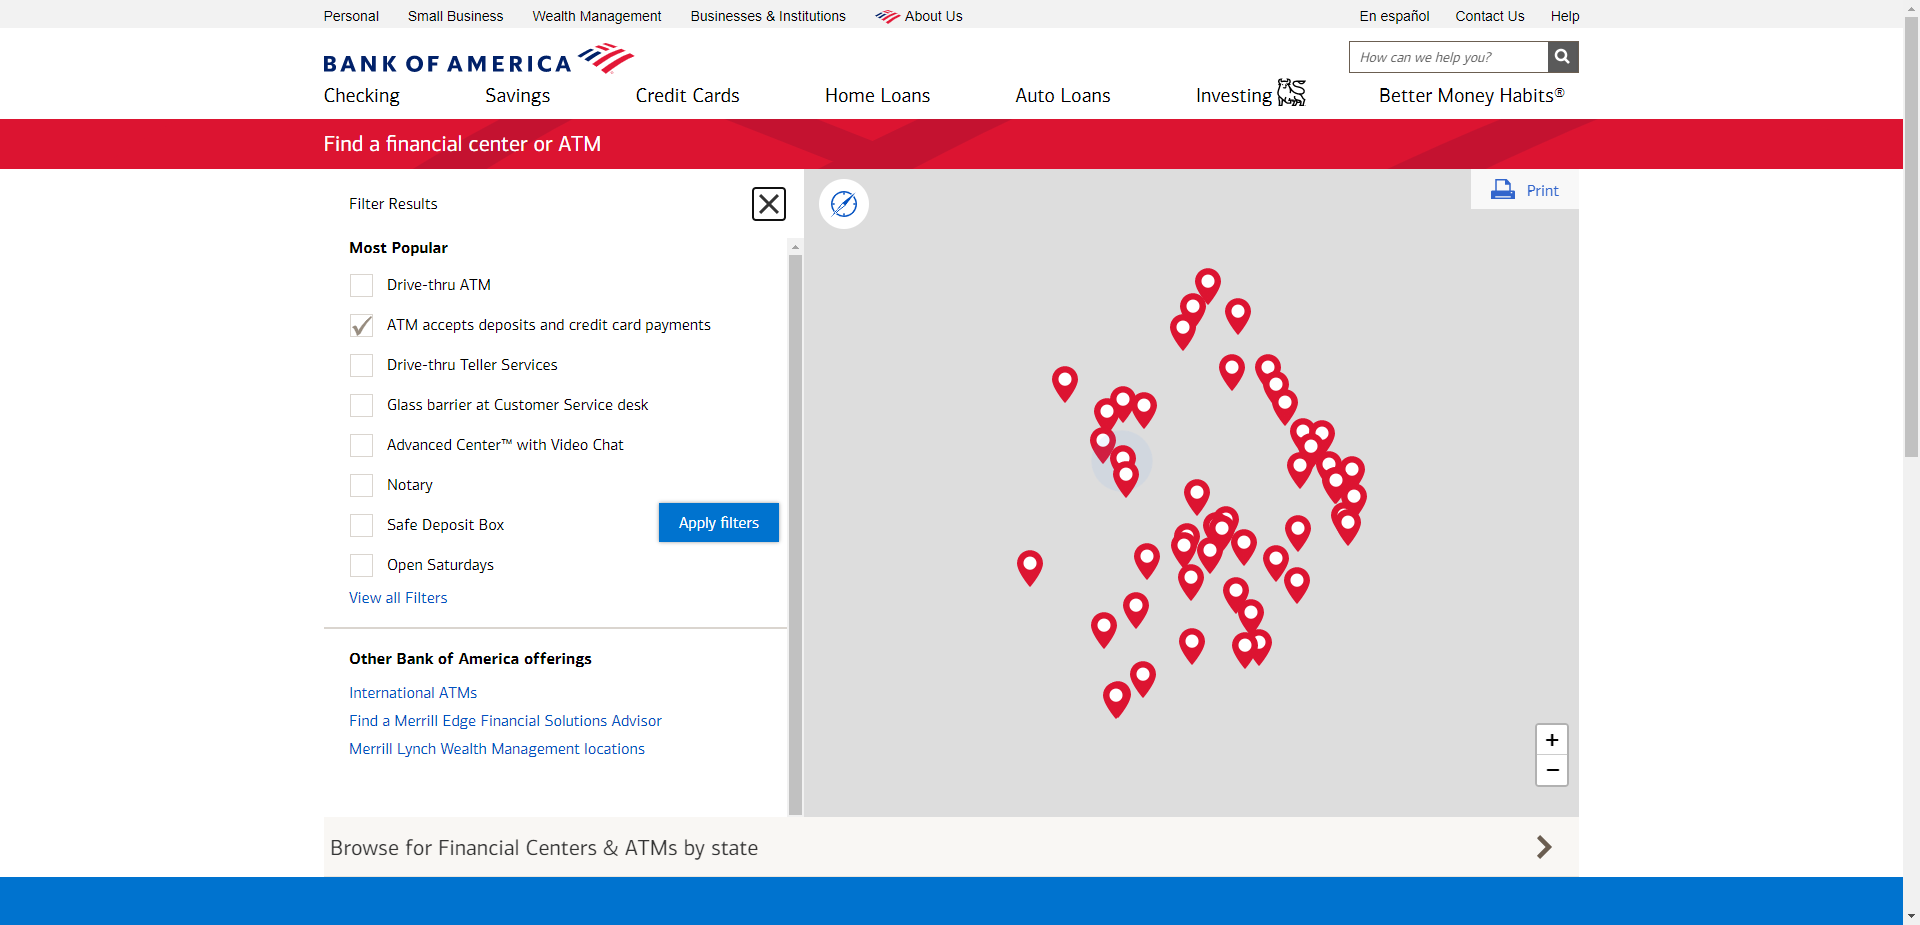 Personal Small Business Wealth Management Businesses & Institutions About Us En español Contact Us Help
BANK OF AMERICA
How can we help you?
Checking Savings Credit Cards Home Loans Auto Loans Investing Better Money Habits®
Find a financial center or ATM
Filter Results
Print
Most Popular
Drive-thru ATM
ATM accepts deposits and credit card payments
Drive-thru Teller Services
Glass barrier at Customer Service desk
Advanced Center™ with Video Chat
Notary
Safe Deposit Box
Apply filters
Open Saturdays
View all Filters
Other Bank of America offerings
International ATMs
Find a Merrill Edge Financial Solutions Advisor
Merrill Lynch Wealth Management locations
+
−
Browse for Financial Centers & ATMs by state